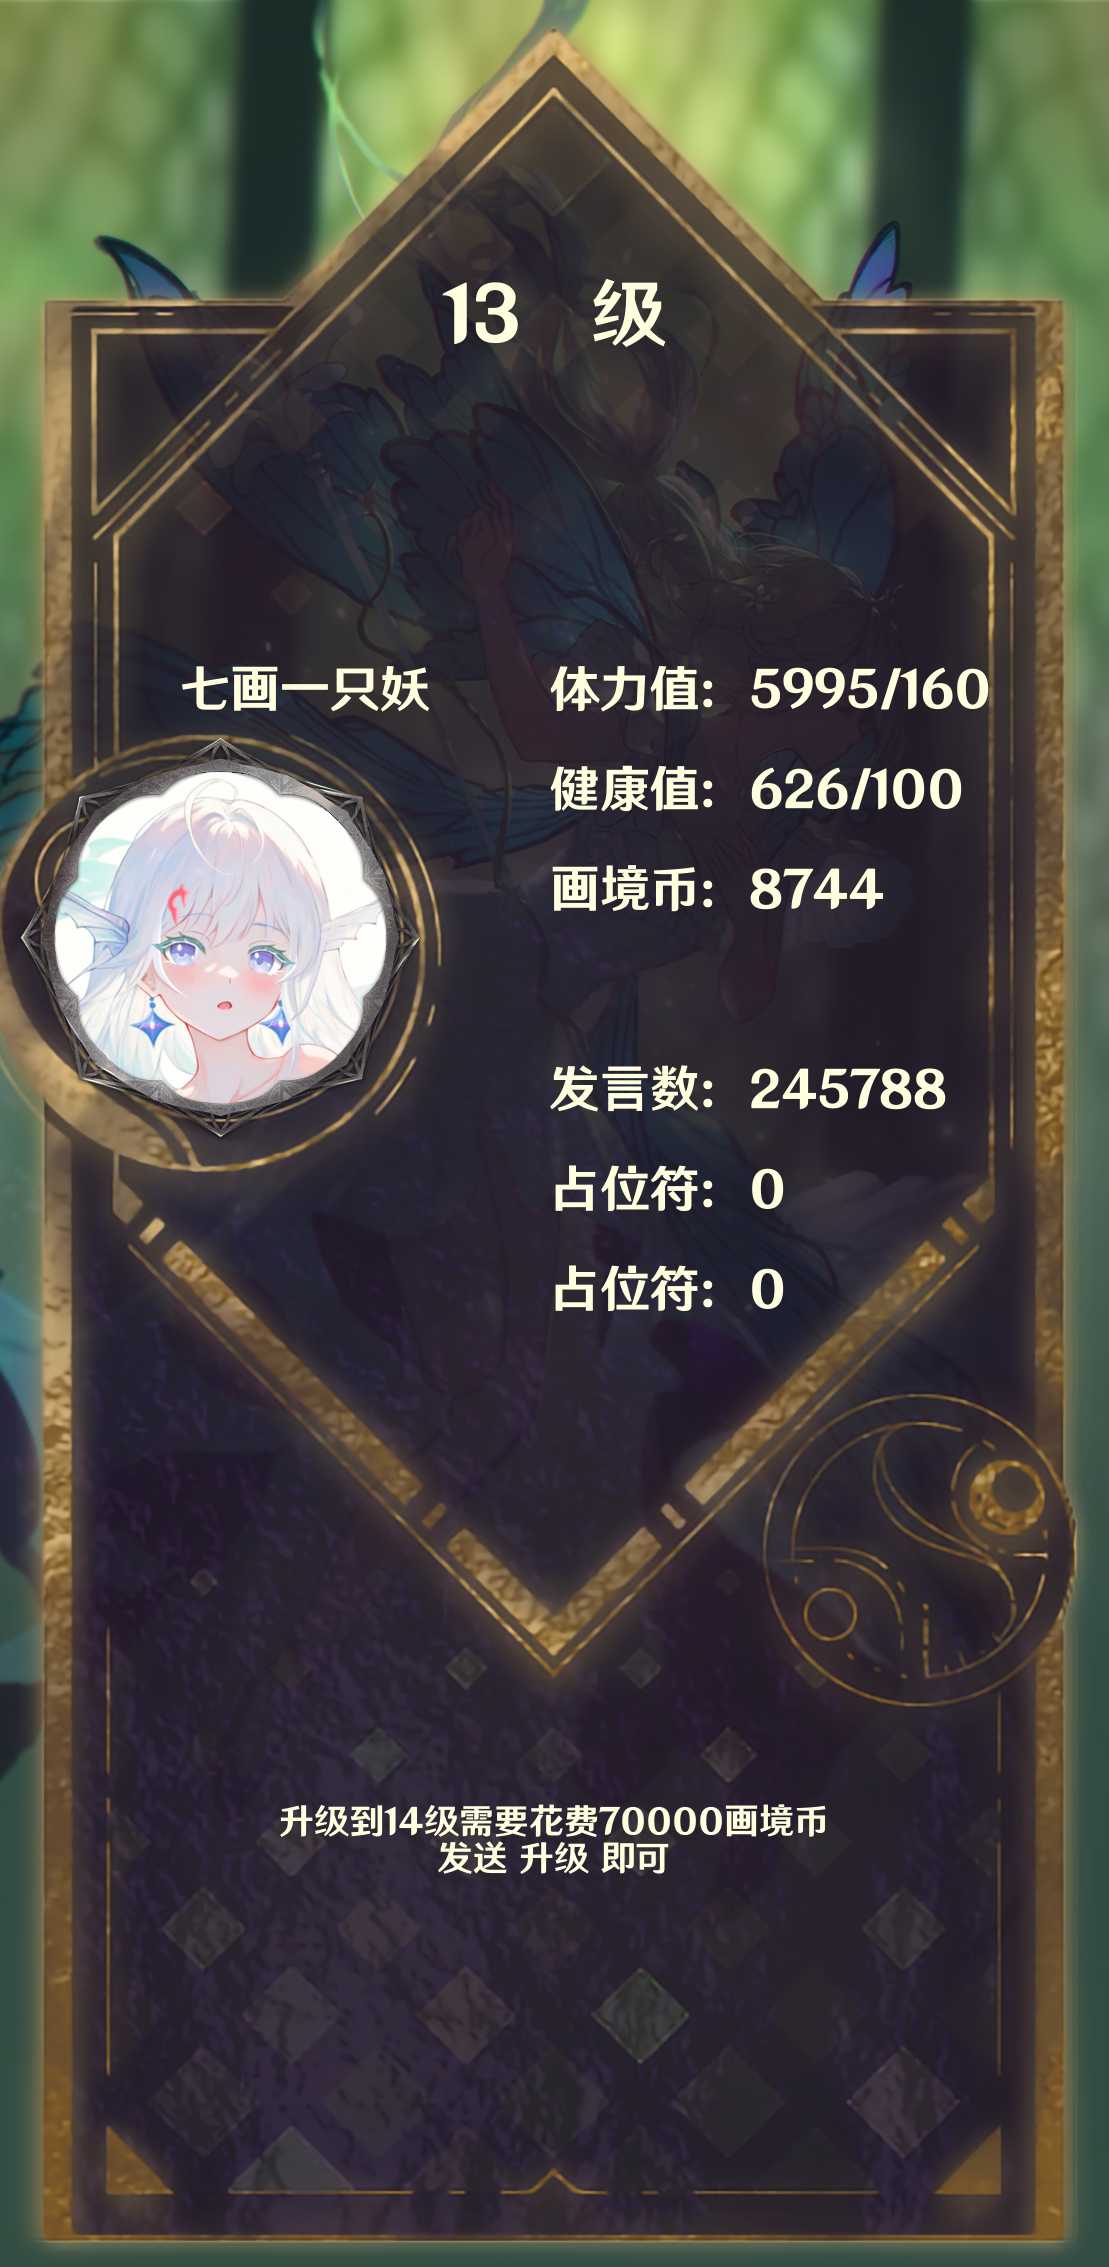 13 级
七画一只妖
体力值: 5995/160
健康值: 626/100
画境币: 8744
发言数: 245788
占位符: 0
占位符: 0
升级到14级需要花费70000画境币
发送 升级 即可